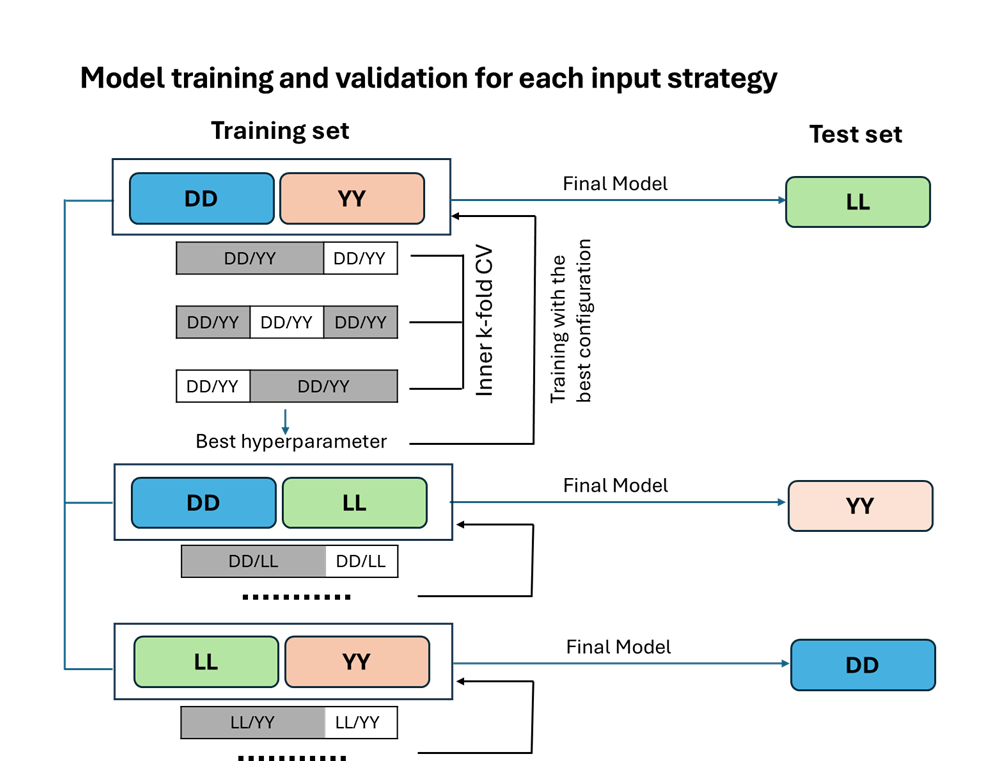 Model training and validation for each input strategy
Training set
Test set
DD
YY
Final Model
LL
DD/YY
DD/YY
DD/YY
DD/YY
DD/YY
DD/YY
DD/YY
Inner k-fold CV
Training with the
best configuration
Best hyperparameter
DD
LL
Final Model
YY
DD/LL
DD/LL
LL
YY
Final Model
DD
LL/YY
LL/YY